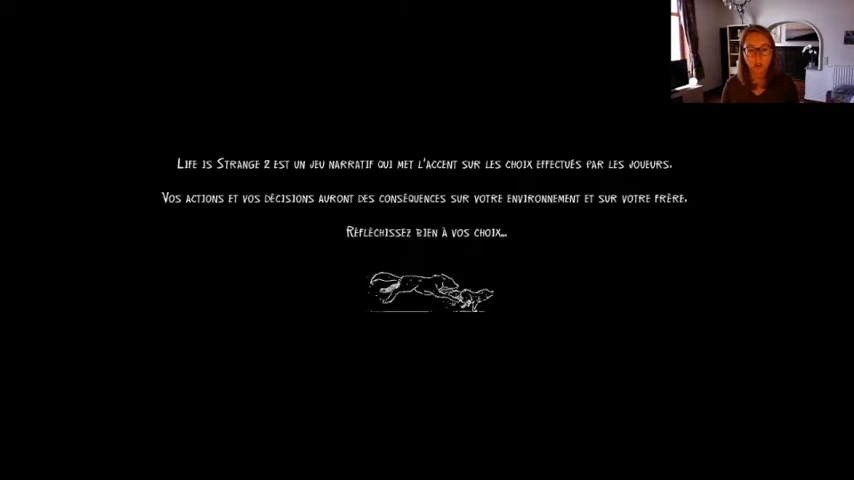 Life is Strange 2 est un jeu narratif qui met l'accent sur les choix effectués par les joueurs.
Vos actions et vos décisions auront des conséquences sur votre environnement et sur votre frère.
Réfléchissez bien à vos choix...